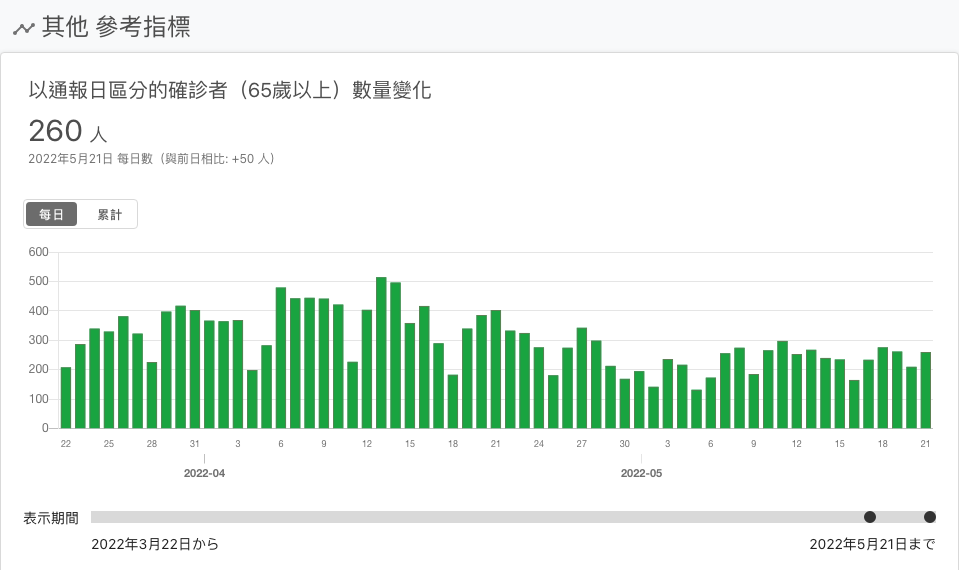 其他 參考指標
以通報日區分的確診者（65歲以上）數量變化
260 人
2022年5月21日 每日數（與前日相比: +50 人）
每日 累計
600
500
400
300
200
100
0
22 25 28 31 3 6 9 12 15 18 21 24 27 30 3 6 9 12 15 18 21
2022-04 2022-05
表示期間
2022年3月22日から 2022年5月21日まで